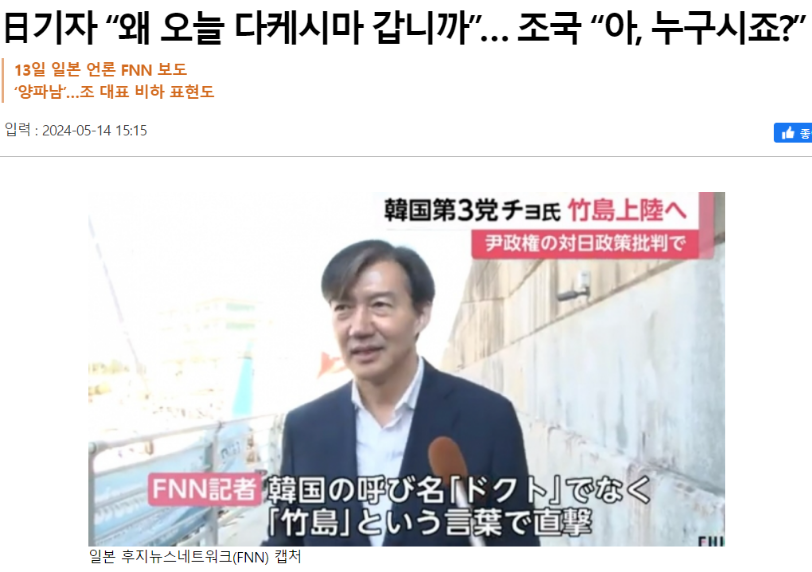 日기자 “왜 오늘 다케시마 갑니까”… 조국 “아, 누구시죠?”
13일 일본 언론 FNN 보도
‘양파남’…조 대표 비하 표현도
입력 : 2024-05-14 15:15
韓国第3党チョ氏 竹島上陸へ
尹政権の対日政策批判で
FNN記者 韓国の呼び名「ドクト」でなく
「竹島」という言葉で直撃
일본 후지뉴스네트워크(FNN) 캡처